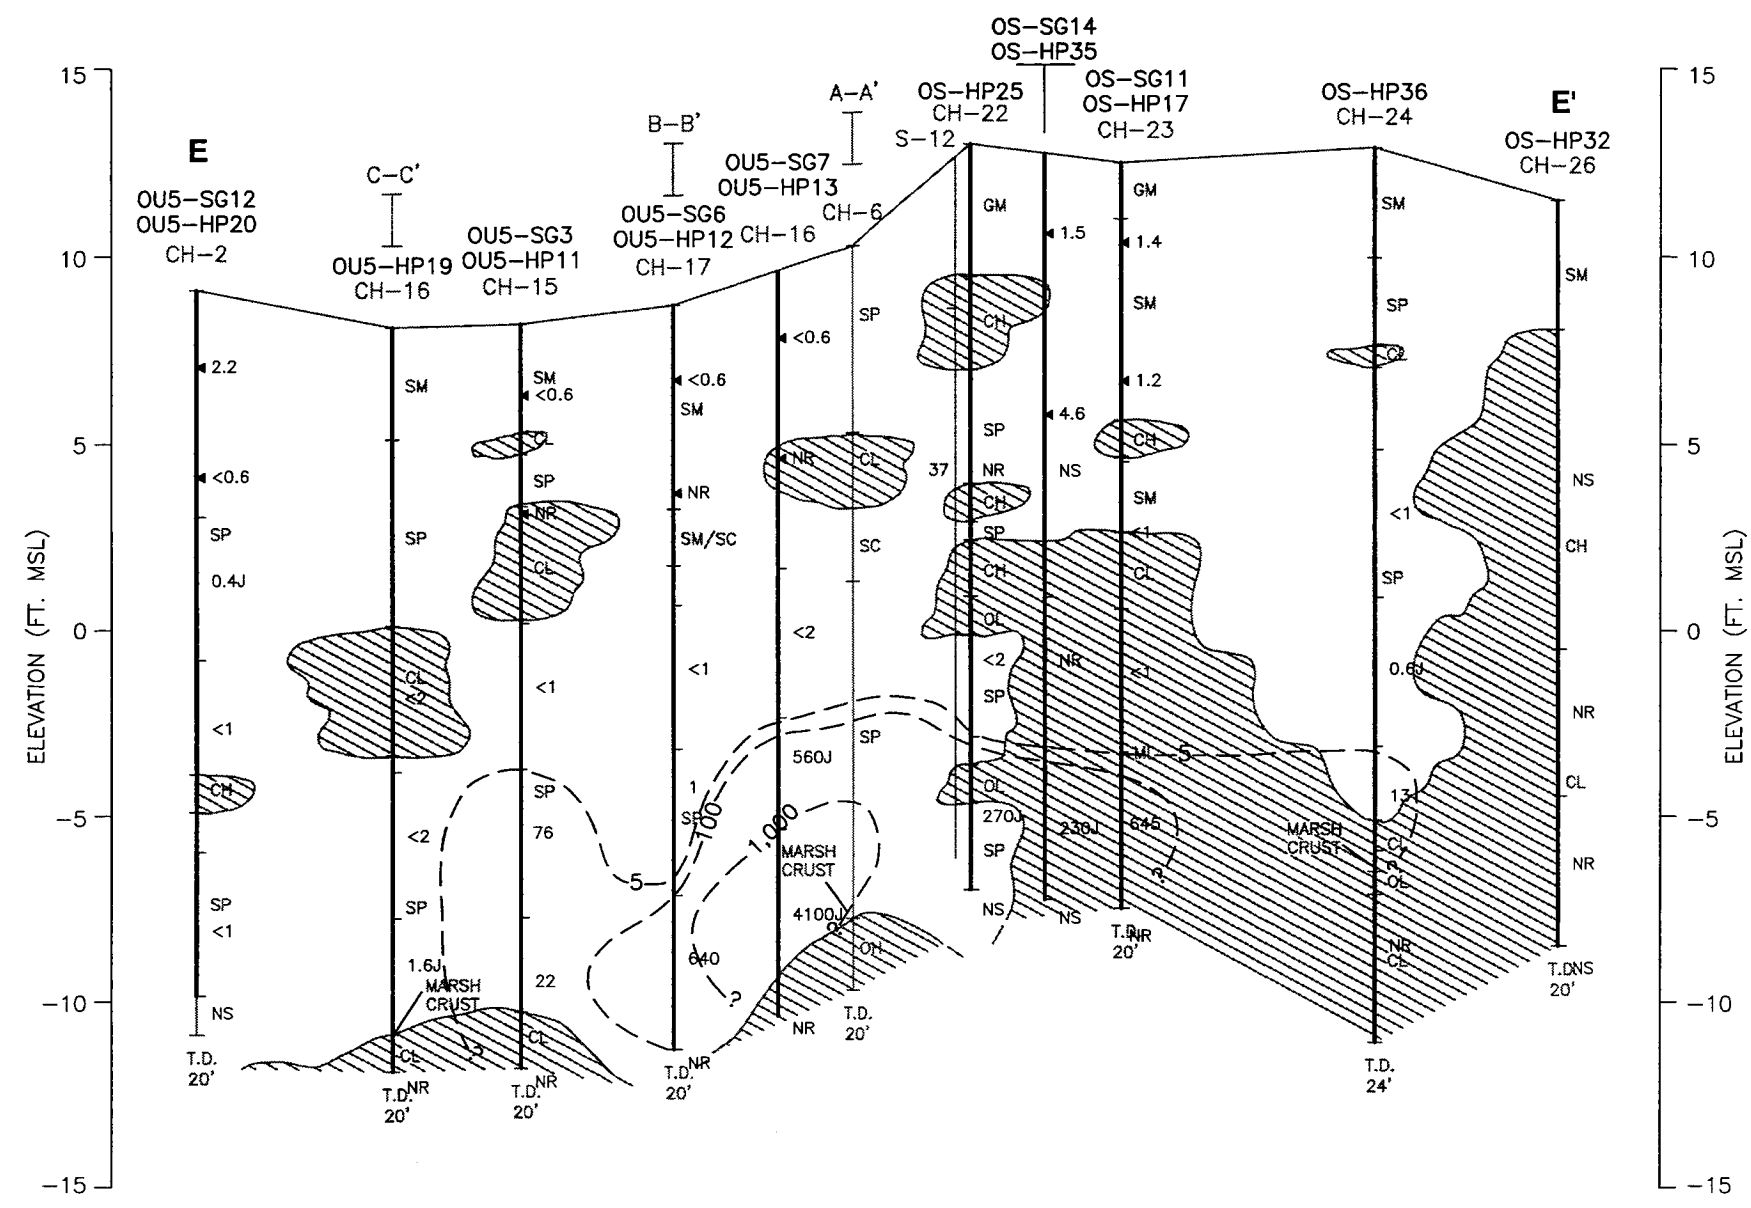 OS-SG14
OS-HP35
15
15
OS-SG11
OS-HP17
CH-23
OS-HP25
CH-22
S-12
A-A'
OS-HP36
CH-24
E'
OS-HP32
CH-26
B-B'
E
C-C'
OU5-SG7
OU5-HP13
CH-16
CH-6
OU5-SG12
OU5-HP20
CH-2
OU5-SG6
OU5-HP12
CH-17
OU5-SG3
OU5-HP11
CH-15
OU5-HP19
CH-16
10
10
5
5
0
0
-5
-5
-10
-10
-15
-15
ELEVATION (FT. MSL)
ELEVATION (FT. MSL)
2.2
<0.6
SP
0.4J
<1
CH
SP
<1
NS
T.D.
20'
SM
SP
CL
<2
<2
SP
1.6J
MARSH
CRUST
CL
NR
T.D.
20'
SM
<0.6
CL
SP
NR
CL
<1
SP
76
22
CL
?
NR
T.D.
20'
5
<0.6
SM
NR
SM/SC
<1
1
SP
100
640
NR
T.D.
20'
<0.6
NR
<2
560J
1,000
MARSH
CRUST
4100J
?
?
NR
SP
CL
SC
SP
OH
T.D.
20'
37
GM
CH
SP
NR
CH
SP
CH
OL
<2
SP
OL
270J
SP
NS
1.5
4.6
NS
NR
230J
NS
GM
1.4
SM
1.2
CH
SM
<1
CL
<1
ML
5
645
?
T.D.
NR
20'
SM
SP
CL
<1
SP
0.6J
13J
MARSH
CRUST
CL
?
OL
NR
CL
T.D.
24'
SM
NS
CH
NR
CL
NR
T.D.
NS
20'